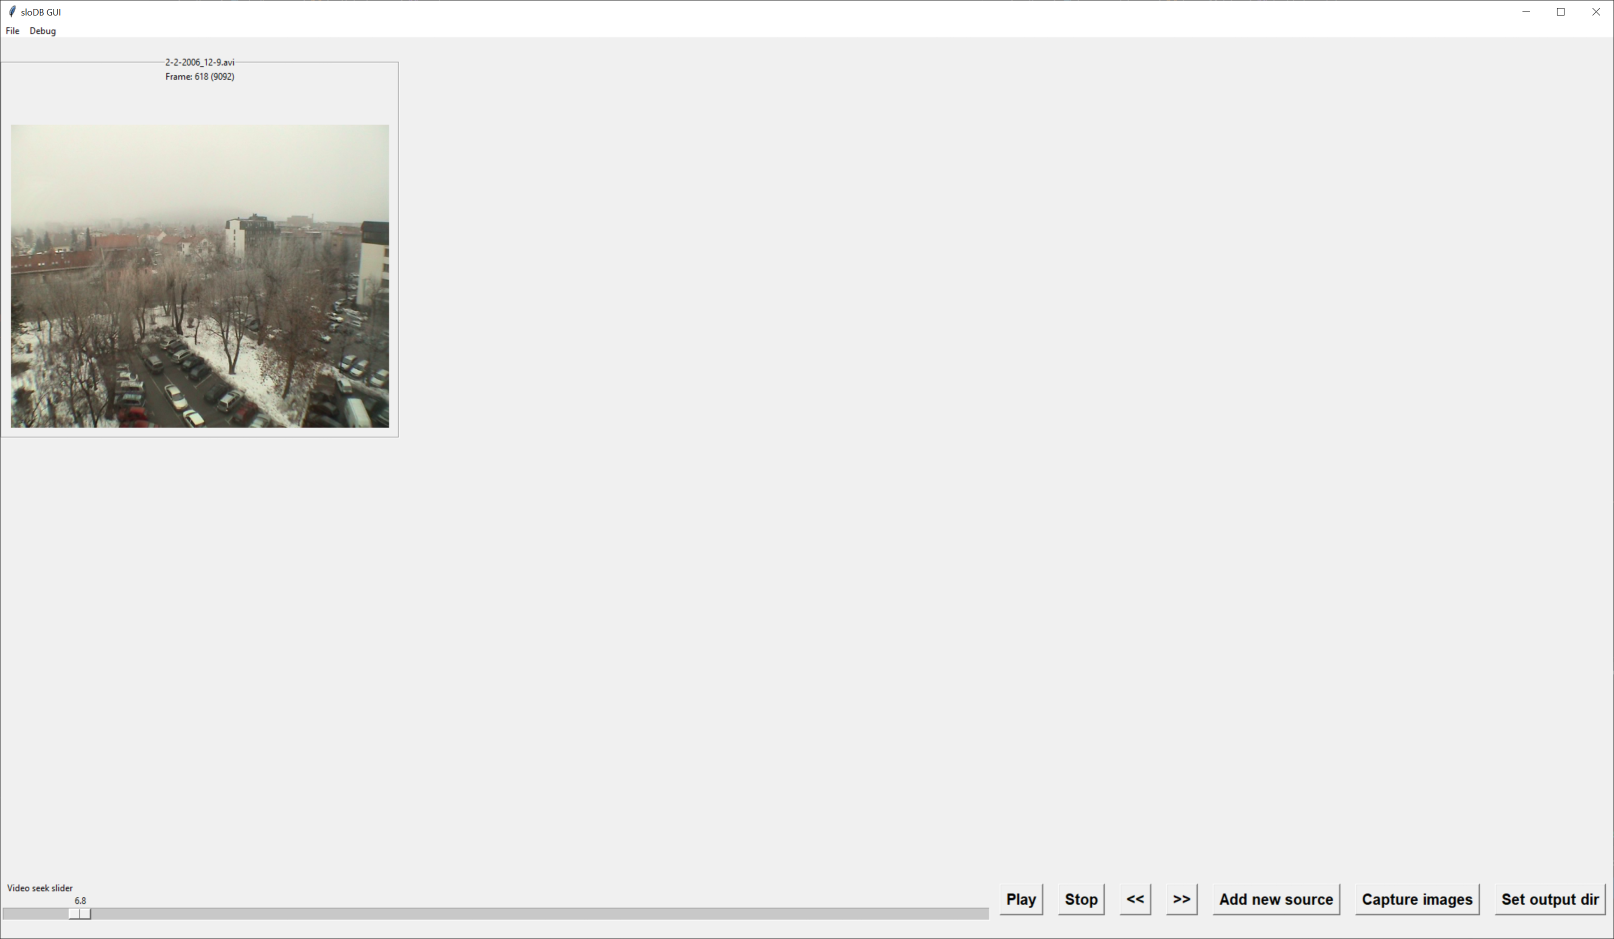 sloDB GUI
File Debug
2-2-2006_12-9.avi
Frame: 618 (9092)
Video seek slider
6.8
Play Stop << >> Add new source Capture images Set output dir